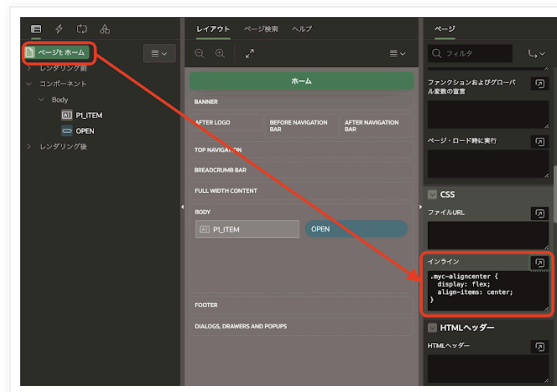 レイアウト ページ検索 ヘルプ
ページ
ページ1: ホーム
フィルタ
レンダリング前
コンポーネント
Body
P1_ITEM
OPEN
レンダリング後
ホーム
BANNER
AFTER LOGO
BEFORE NAVIGATION BAR
AFTER NAVIGATION BAR
TOP NAVIGATION
BREADCRUMB BAR
FULL WIDTH CONTENT
BODY
P1_ITEM
OPEN
FOOTER
DIALOGS, DRAWERS AND POPUPS
ファンクションおよびグローバ
ル変数の宣言
ページ・ロード時に実行
CSS
ファイルURL
インライン
.myc-aligncenter {
display: flex;
align-items: center;
}
HTMLヘッダー
HTMLヘッダー